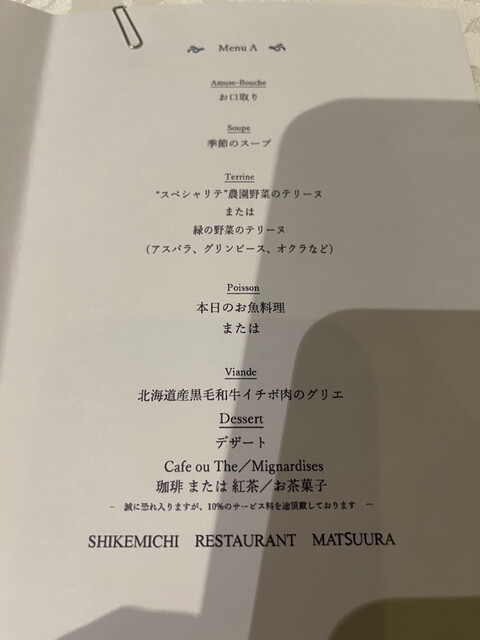 Menu A
Amuse-Bouche
お口取り
Soupe
季節のスープ
Terrine
“スペシャリテ”農園野菜のテリーヌ
または
緑の野菜のテリーヌ
（アスパラ、グリンピース、オクラなど）
Poisson
本日のお魚料理
または
Viande
北海道産黒毛和牛イチボ肉のグリエ
Dessert
デザート
Cafe ou The／Mignardises
珈琲 または 紅茶／お茶菓子
－ 誠に恐れ入りますが、10%のサービス料を途頂戴しております －
SHIKEMICHI RESTAURANT MATSUURA